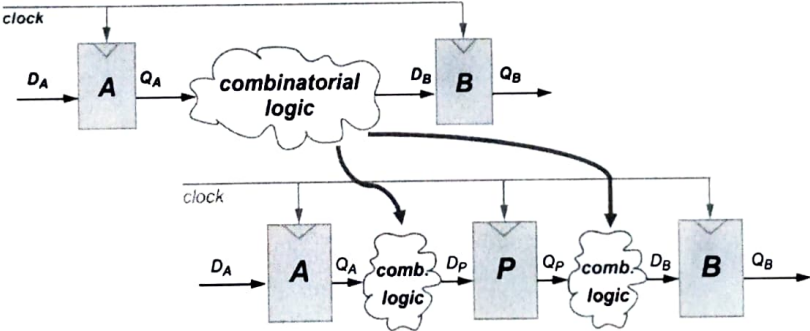 clock
D_A
A
Q_A
combinatorial
logic
D_B
B
Q_B
clock
D_A
A
Q_A
comb.
logic
D_P
P
Q_P
comb.
logic
D_B
B
Q_B